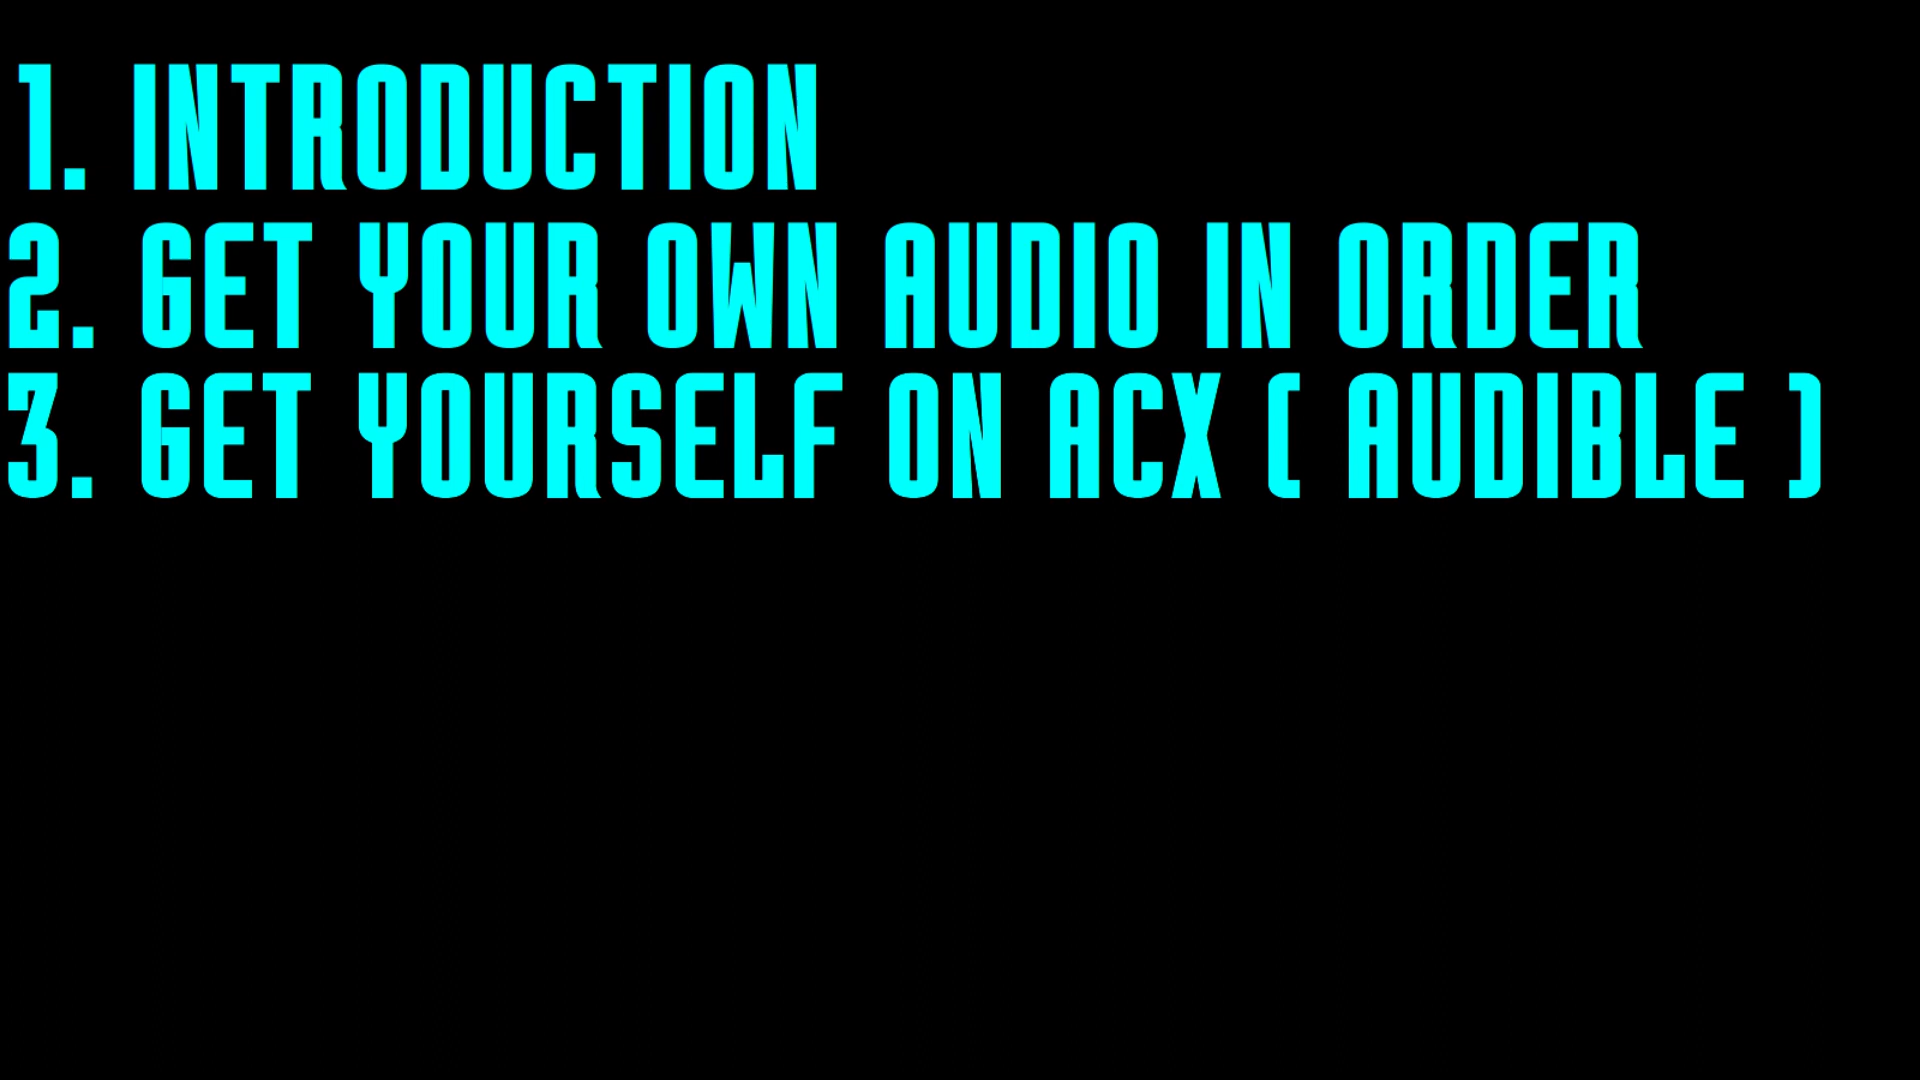 1. INTRODUCTION
2. GET YOUR OWN AUDIO IN ORDER
3. GET YOURSELF ON ACX ( AUDIBLE )